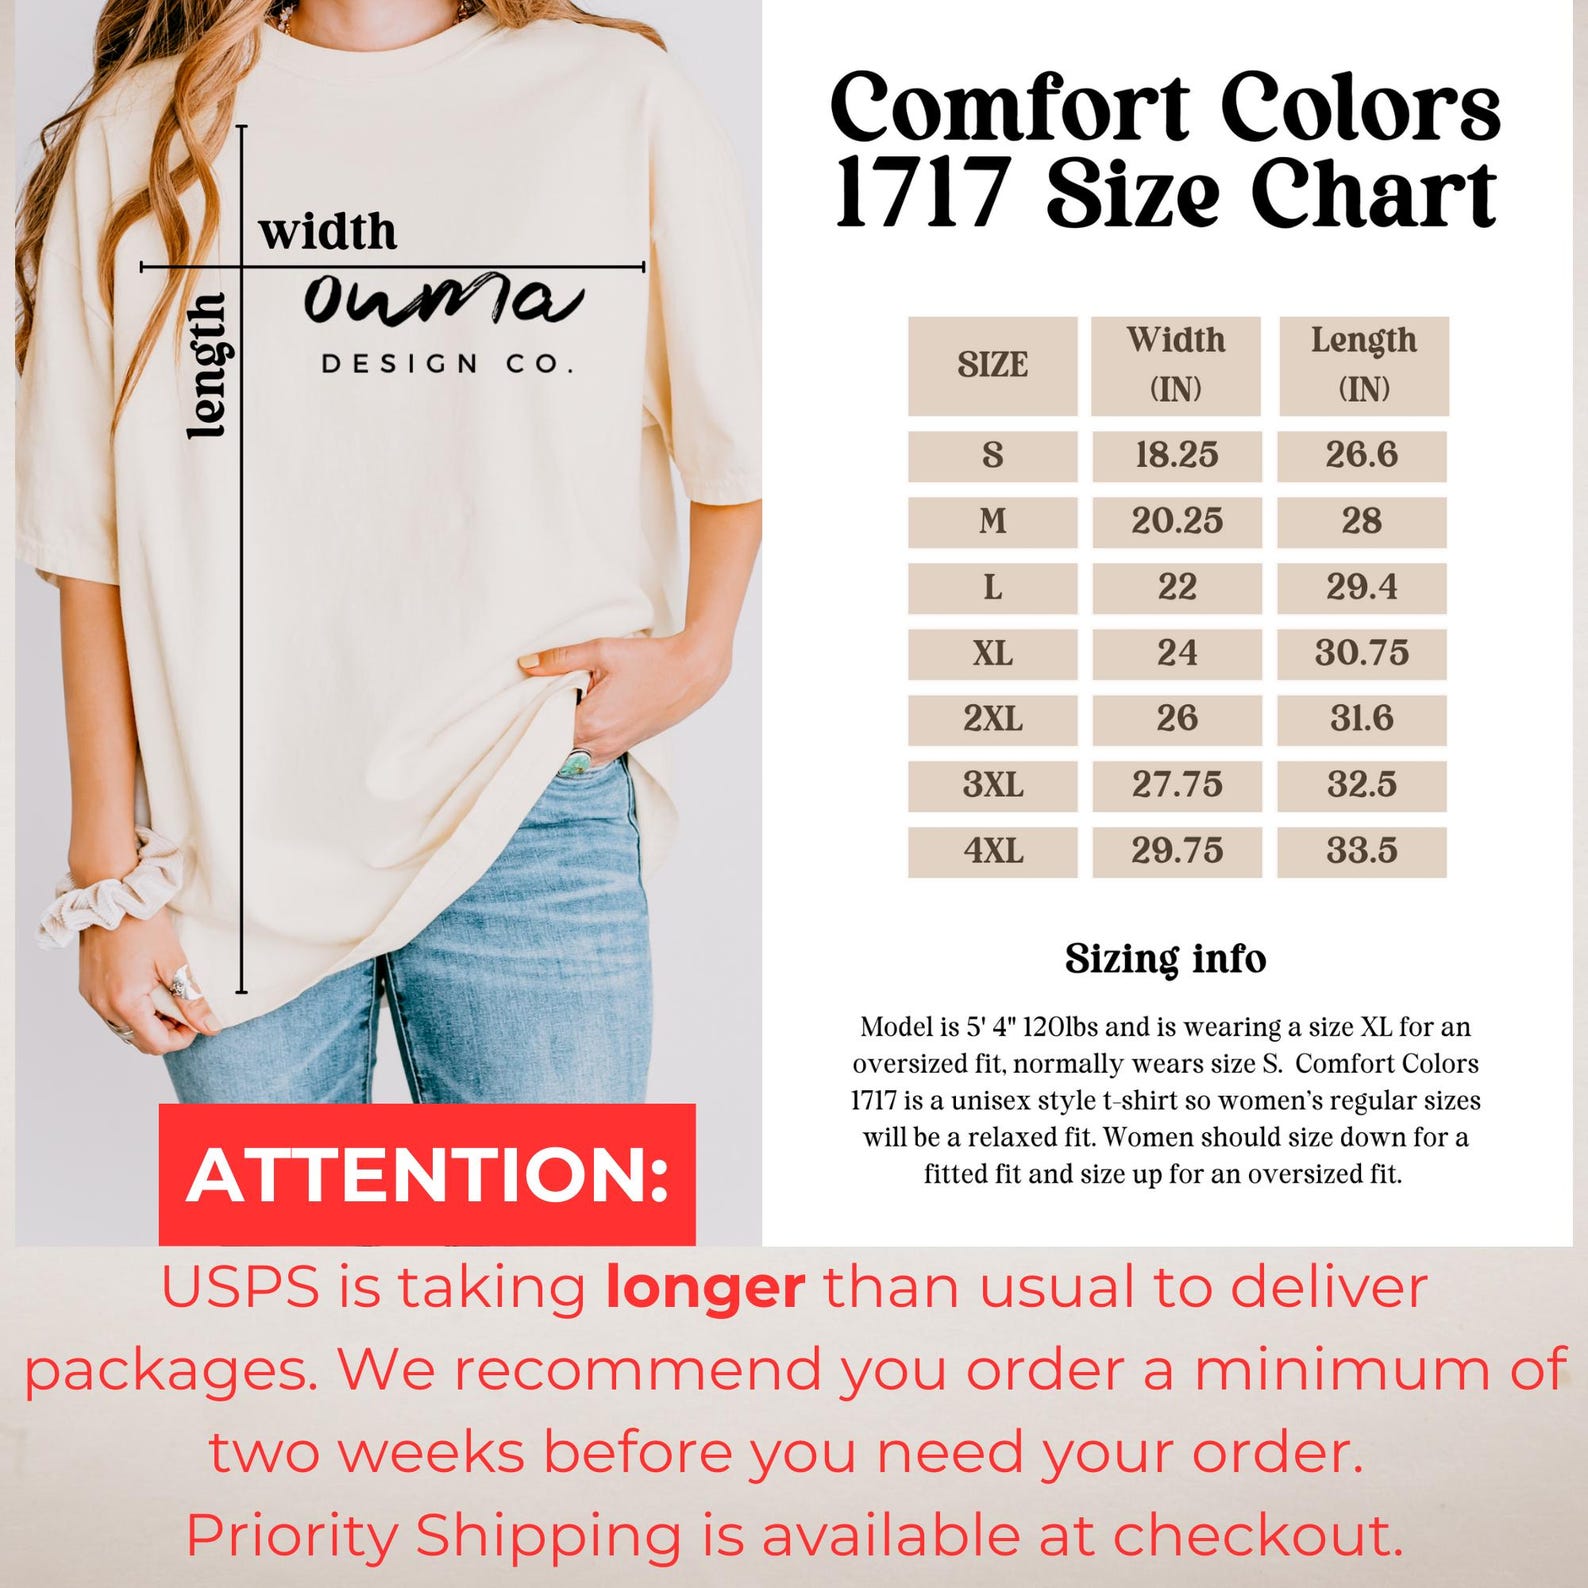 width
length
ouma
DESIGN CO.
Comfort Colors
1717 Size Chart
SIZE Width (IN) Length (IN)
S 18.25 26.6
M 20.25 28
L 22 29.4
XL 24 30.75
2XL 26 31.6
3XL 27.75 32.5
4XL 29.75 33.5
Sizing info
Model is 5' 4" 120lbs and is wearing a size XL for an
oversized fit, normally wears size S. Comfort Colors
1717 is a unisex style t-shirt so women's regular sizes
will be a relaxed fit. Women should size down for a
fitted fit and size up for an oversized fit.
ATTENTION:
USPS is taking longer than usual to deliver
packages. We recommend you order a minimum of
two weeks before you need your order.
Priority Shipping is available at checkout.